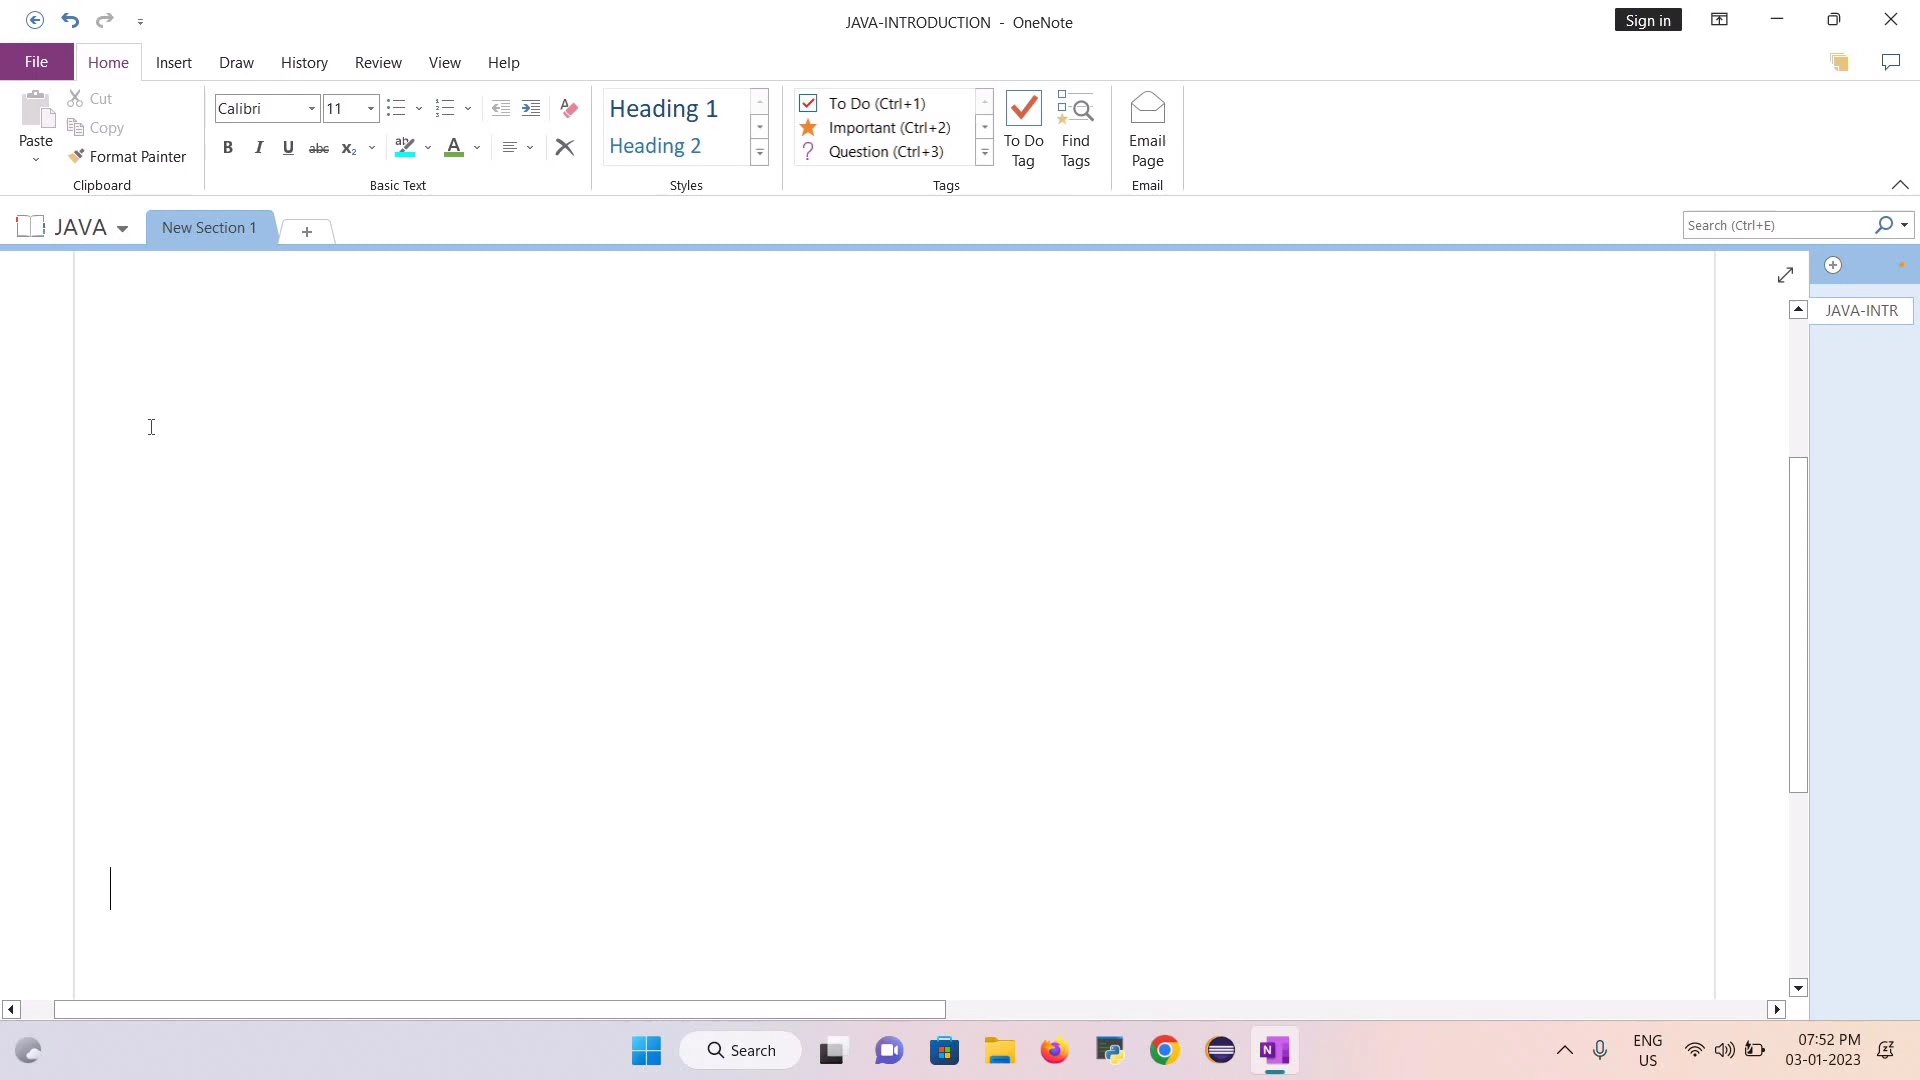 JAVA-INTRODUCTION - OneNote
Sign in
File Home Insert Draw History Review View Help
Paste
Cut
Copy
Format Painter
Clipboard
Calibri 11
B I U abc X₂ ab A
Basic Text
Heading 1
Heading 2
Styles
To Do (Ctrl+1)
Important (Ctrl+2)
Question (Ctrl+3)
Tags
To Do
Tag
Find
Tags
Email
Page
Email
JAVA
New Section 1
Search (Ctrl+E)
JAVA-INTR
Search
N
ENG
US
07:52 PM
03-01-2023